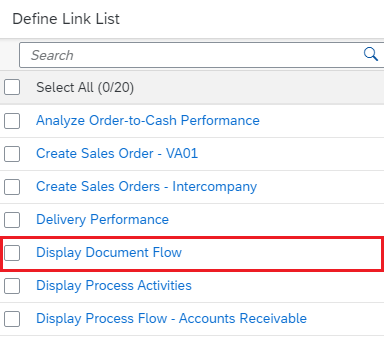 Define Link List
Search
Select All (0/20)
Analyze Order-to-Cash Performance
Create Sales Order - VA01
Create Sales Orders - Intercompany
Delivery Performance
Display Document Flow
Display Process Activities
Display Process Flow - Accounts Receivable